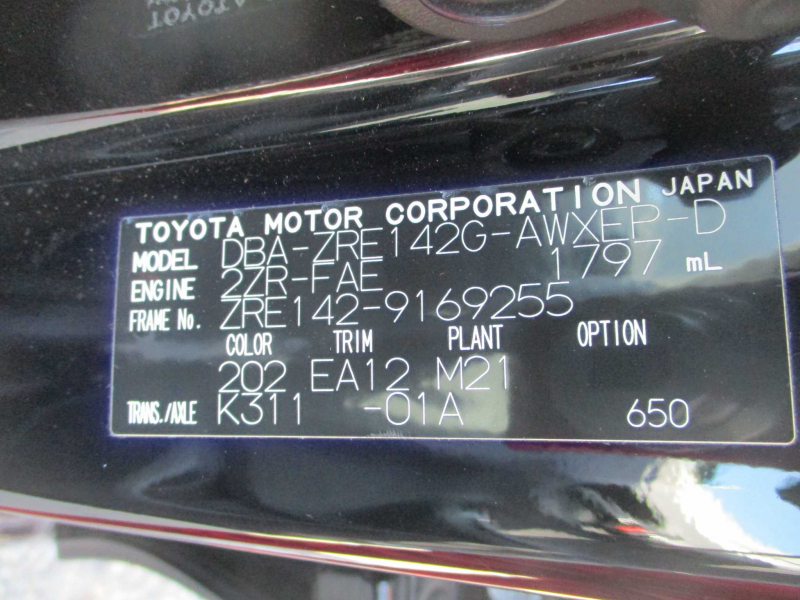 TOYOTA MOTOR CORPORATION JAPAN
MODEL DBA-ZRE142G-AWXEP-D
ENGINE 2ZR-FAE 1797 mL
FRAME No. ZRE142-9169255
COLOR TRIM PLANT OPTION
202 EA12 M21
TRANS./AXLE K311 -01A 650